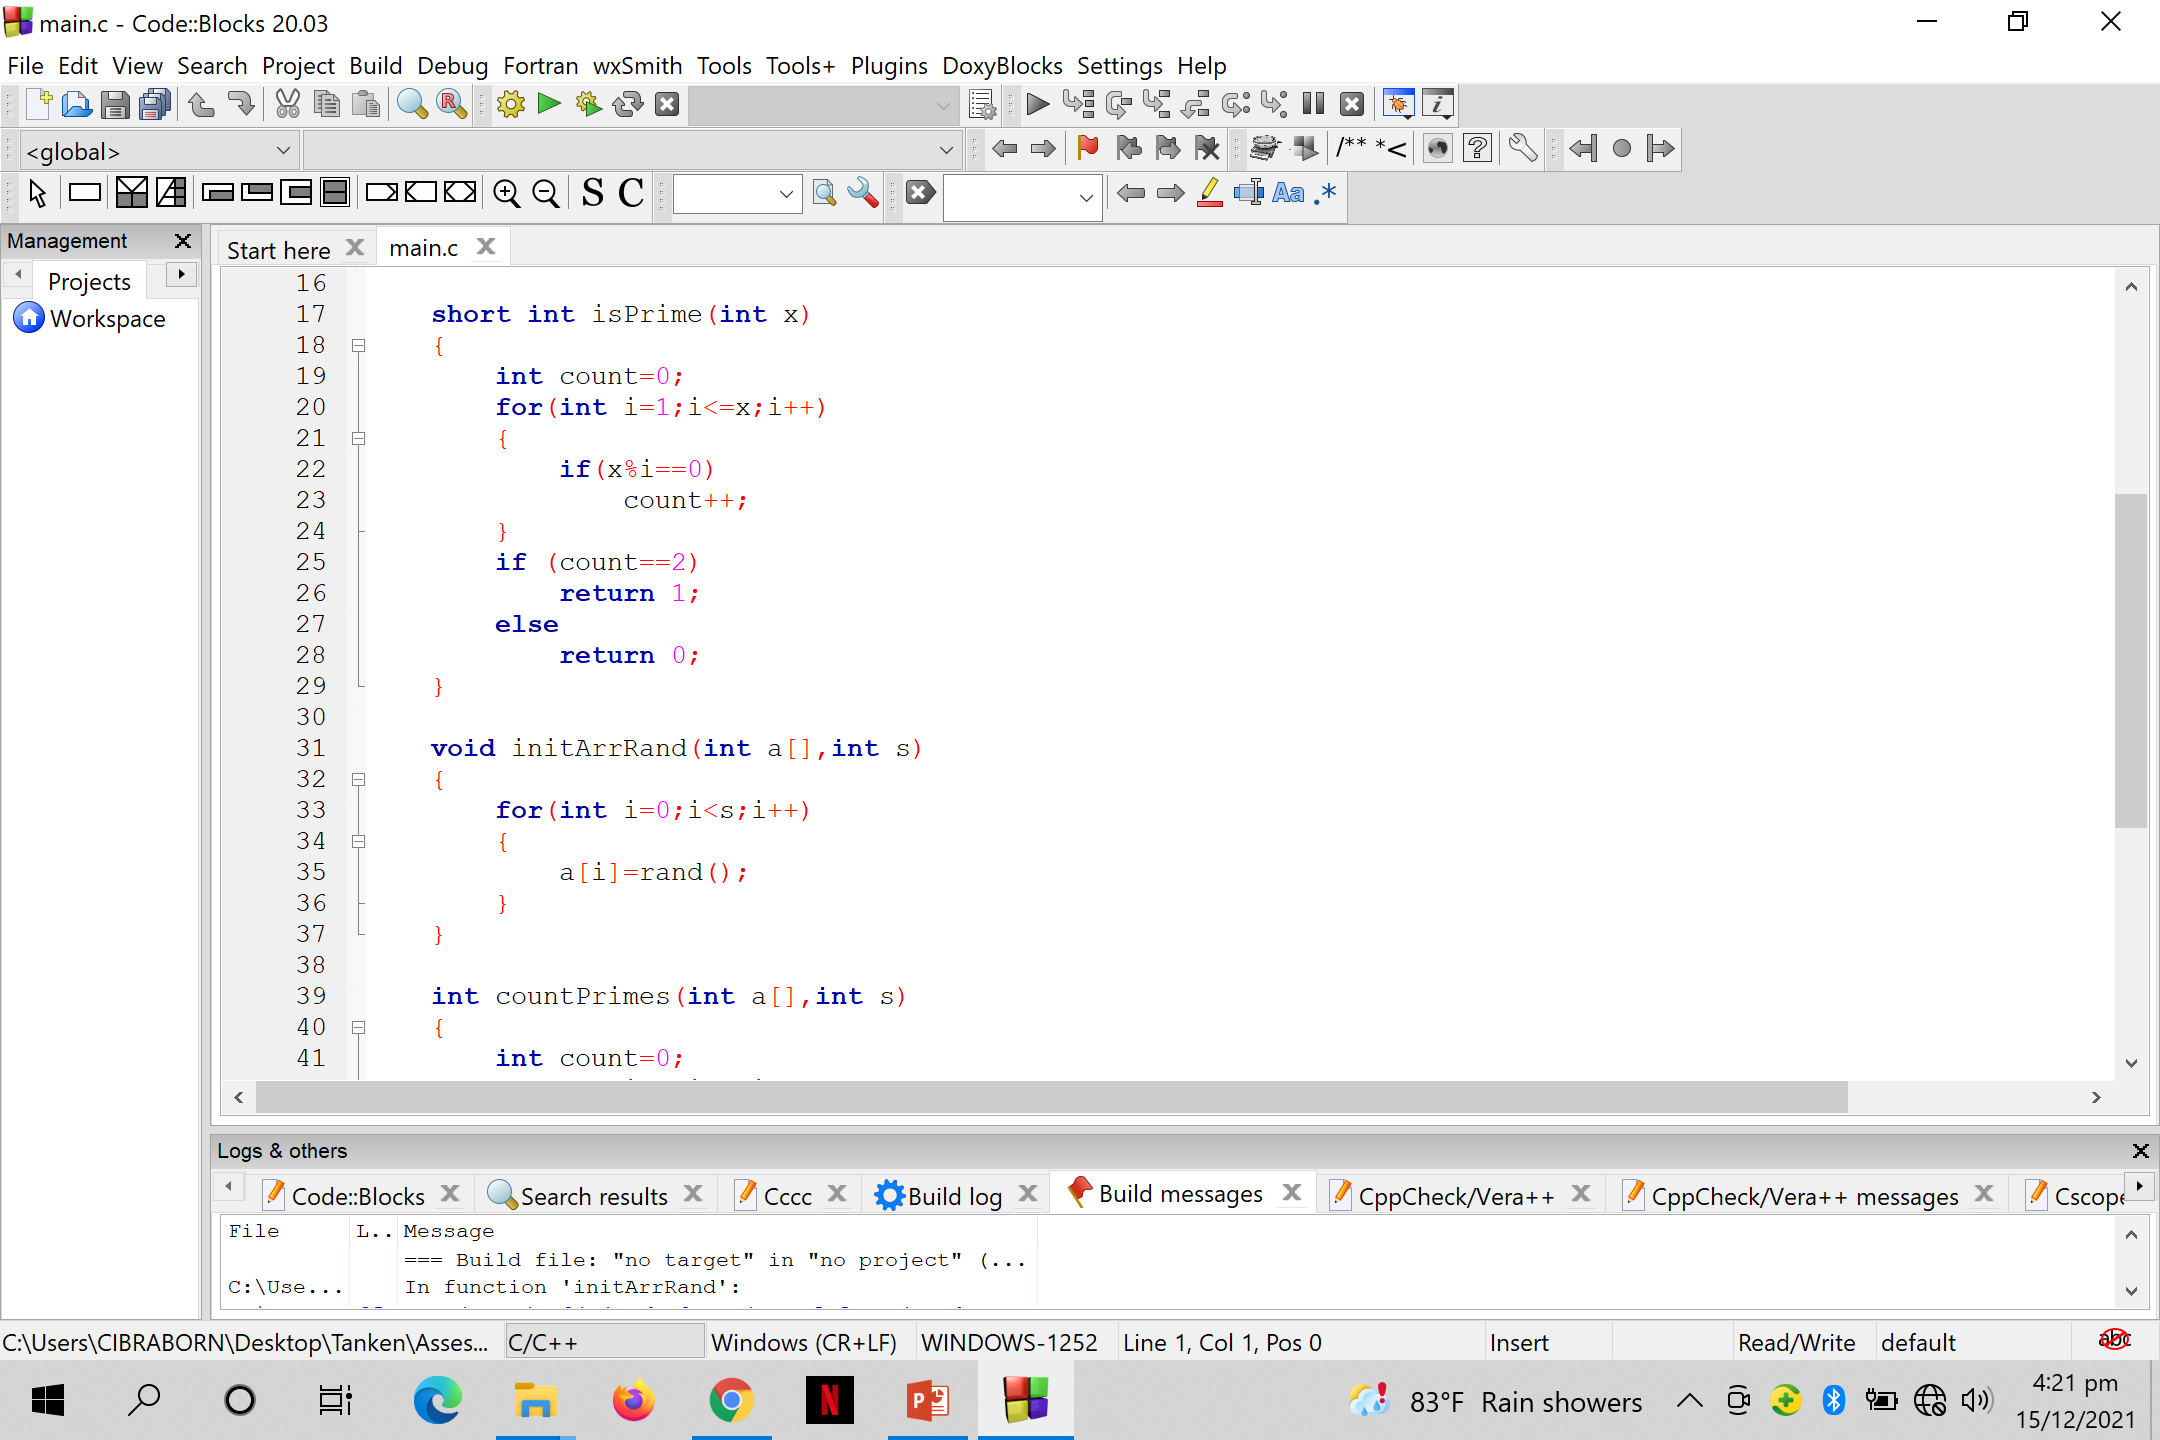 main.c - Code::Blocks 20.03
File Edit View Search Project Build Debug Fortran wxSmith Tools Tools+ Plugins DoxyBlocks Settings Help
<global>
/** *<
S C
Aa .*
Management
Projects
Workspace
Start here
main.c
16
17 short int isPrime(int x)
18 {
19 int count=0;
20 for(int i=1;i<=x;i++)
21 {
22 if(x%i==0)
23 count++;
24 }
25 if (count==2)
26 return 1;
27 else
28 return 0;
29 }
30
31 void initArrRand(int a[],int s)
32 {
33 for(int i=0;i<s;i++)
34 {
35 a[i]=rand();
36 }
37 }
38
39 int countPrimes(int a[],int s)
40 {
41 int count=0;
Logs & others
Code::Blocks Search results Cccc Build log Build messages CppCheck/Vera++ CppCheck/Vera++ messages Cscope
File L.. Message
=== Build file: "no target" in "no project" (...
C:\Use... In function 'initArrRand':
C:\Users\CIBRABORN\Desktop\Tanken\Asses... C/C++ Windows (CR+LF) WINDOWS-1252 Line 1, Col 1, Pos 0 Insert Read/Write default abc
83°F Rain showers
4:21 pm
15/12/2021